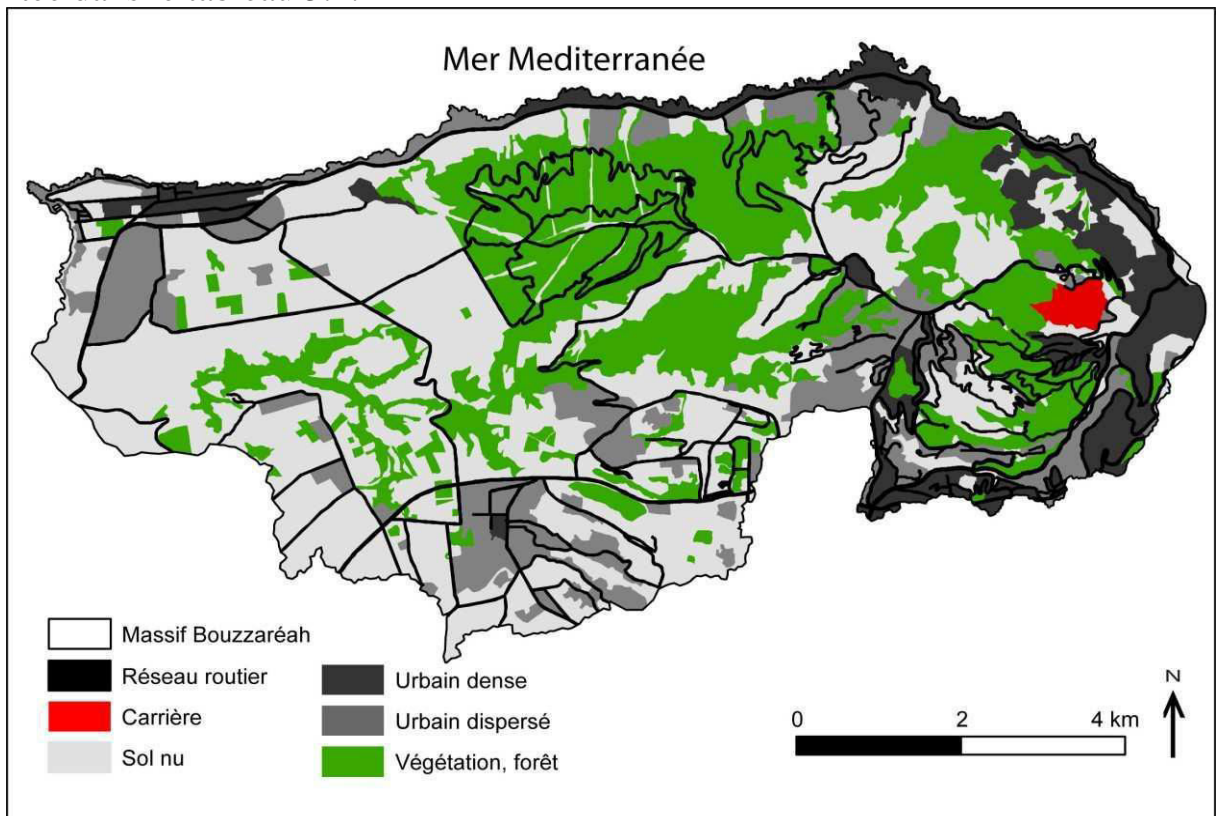 Mer Mediterranée
Massif Bouzzaréah
Réseau routier
Carrière
Sol nu
Urbain dense
Urbain dispersé
Végétation, forêt
0 2 4 km
N